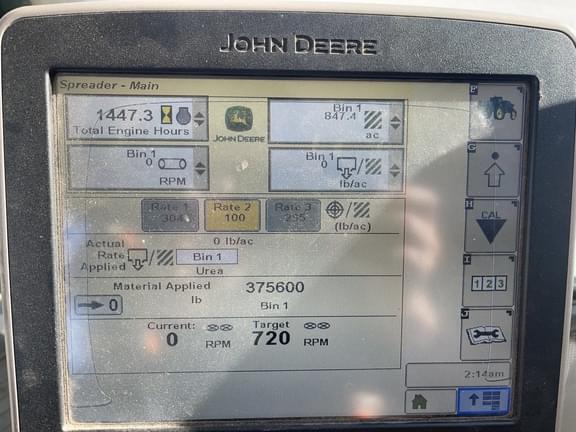 JOHN DEERE
Spreader - Main
1447.3
Total Engine Hours
JOHN DEERE
Bin 1
847.4
ac
Bin 1
0
RPM
Bin 1
0
lb/ac
Rate 1
304
Rate 2
100
Rate 3
(lb/ac)
Actual
Rate
Applied
0 lb/ac
Bin 1
Urea
Material Applied
lb
375600
Bin 1
0
Current:
0
RPM
Target
720
RPM
F
G
H
CAL
I
1 2 3
J
2:14am